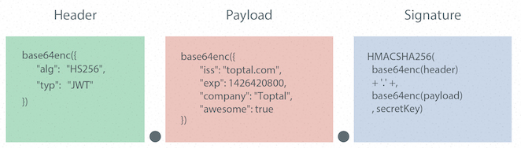 Header
base64enc({
"alg": "HS256",
"typ": "JWT"
})
Payload
base64enc({
"iss": "toptal.com",
"exp": 1426420800,
"company": "Toptal",
"awesome": true
})
Signature
HMACSHA256(
base64enc(header)
+ '.' +,
base64enc(payload)
, secretKey)